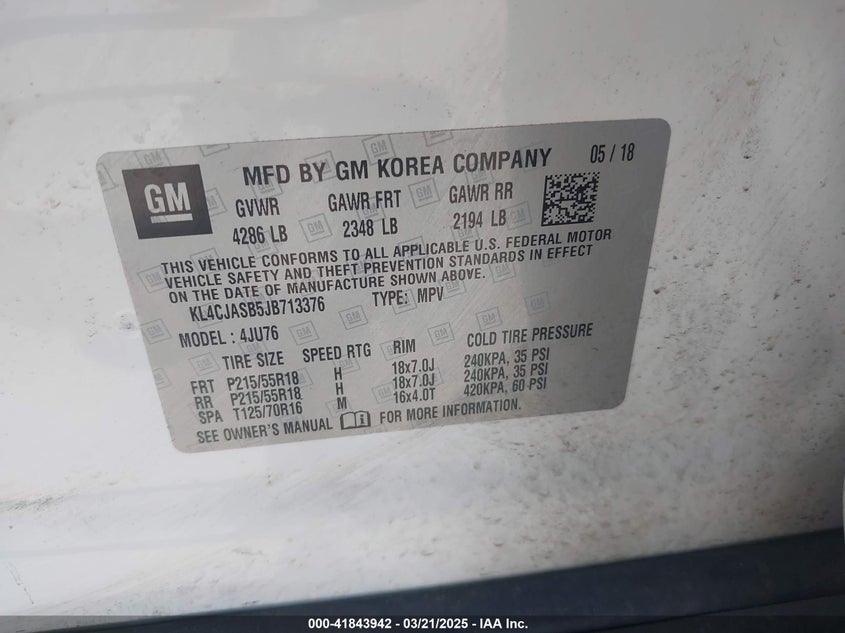 GM
MFD BY GM KOREA COMPANY 05 / 18
GVWR GAWR FRT GAWR RR
4286 LB 2348 LB 2194 LB
THIS VEHICLE CONFORMS TO ALL APPLICABLE U.S. FEDERAL MOTOR
VEHICLE SAFETY AND THEFT PREVENTION STANDARDS IN EFFECT
ON THE DATE OF MANUFACTURE SHOWN ABOVE.
KL4CJASB5JB713376 TYPE: MPV
MODEL : 4JU76
TIRE SIZE SPEED RTG RIM COLD TIRE PRESSURE
FRT P215/55R18 H 18x7.0J 240KPA, 35 PSI
RR P215/55R18 H 18x7.0J 240KPA, 35 PSI
SPA T125/70R16 M 16x4.0T 420KPA, 60 PSI
SEE OWNER'S MANUAL FOR MORE INFORMATION.
000-41843942 / 03/21/2025 - IAA Inc.